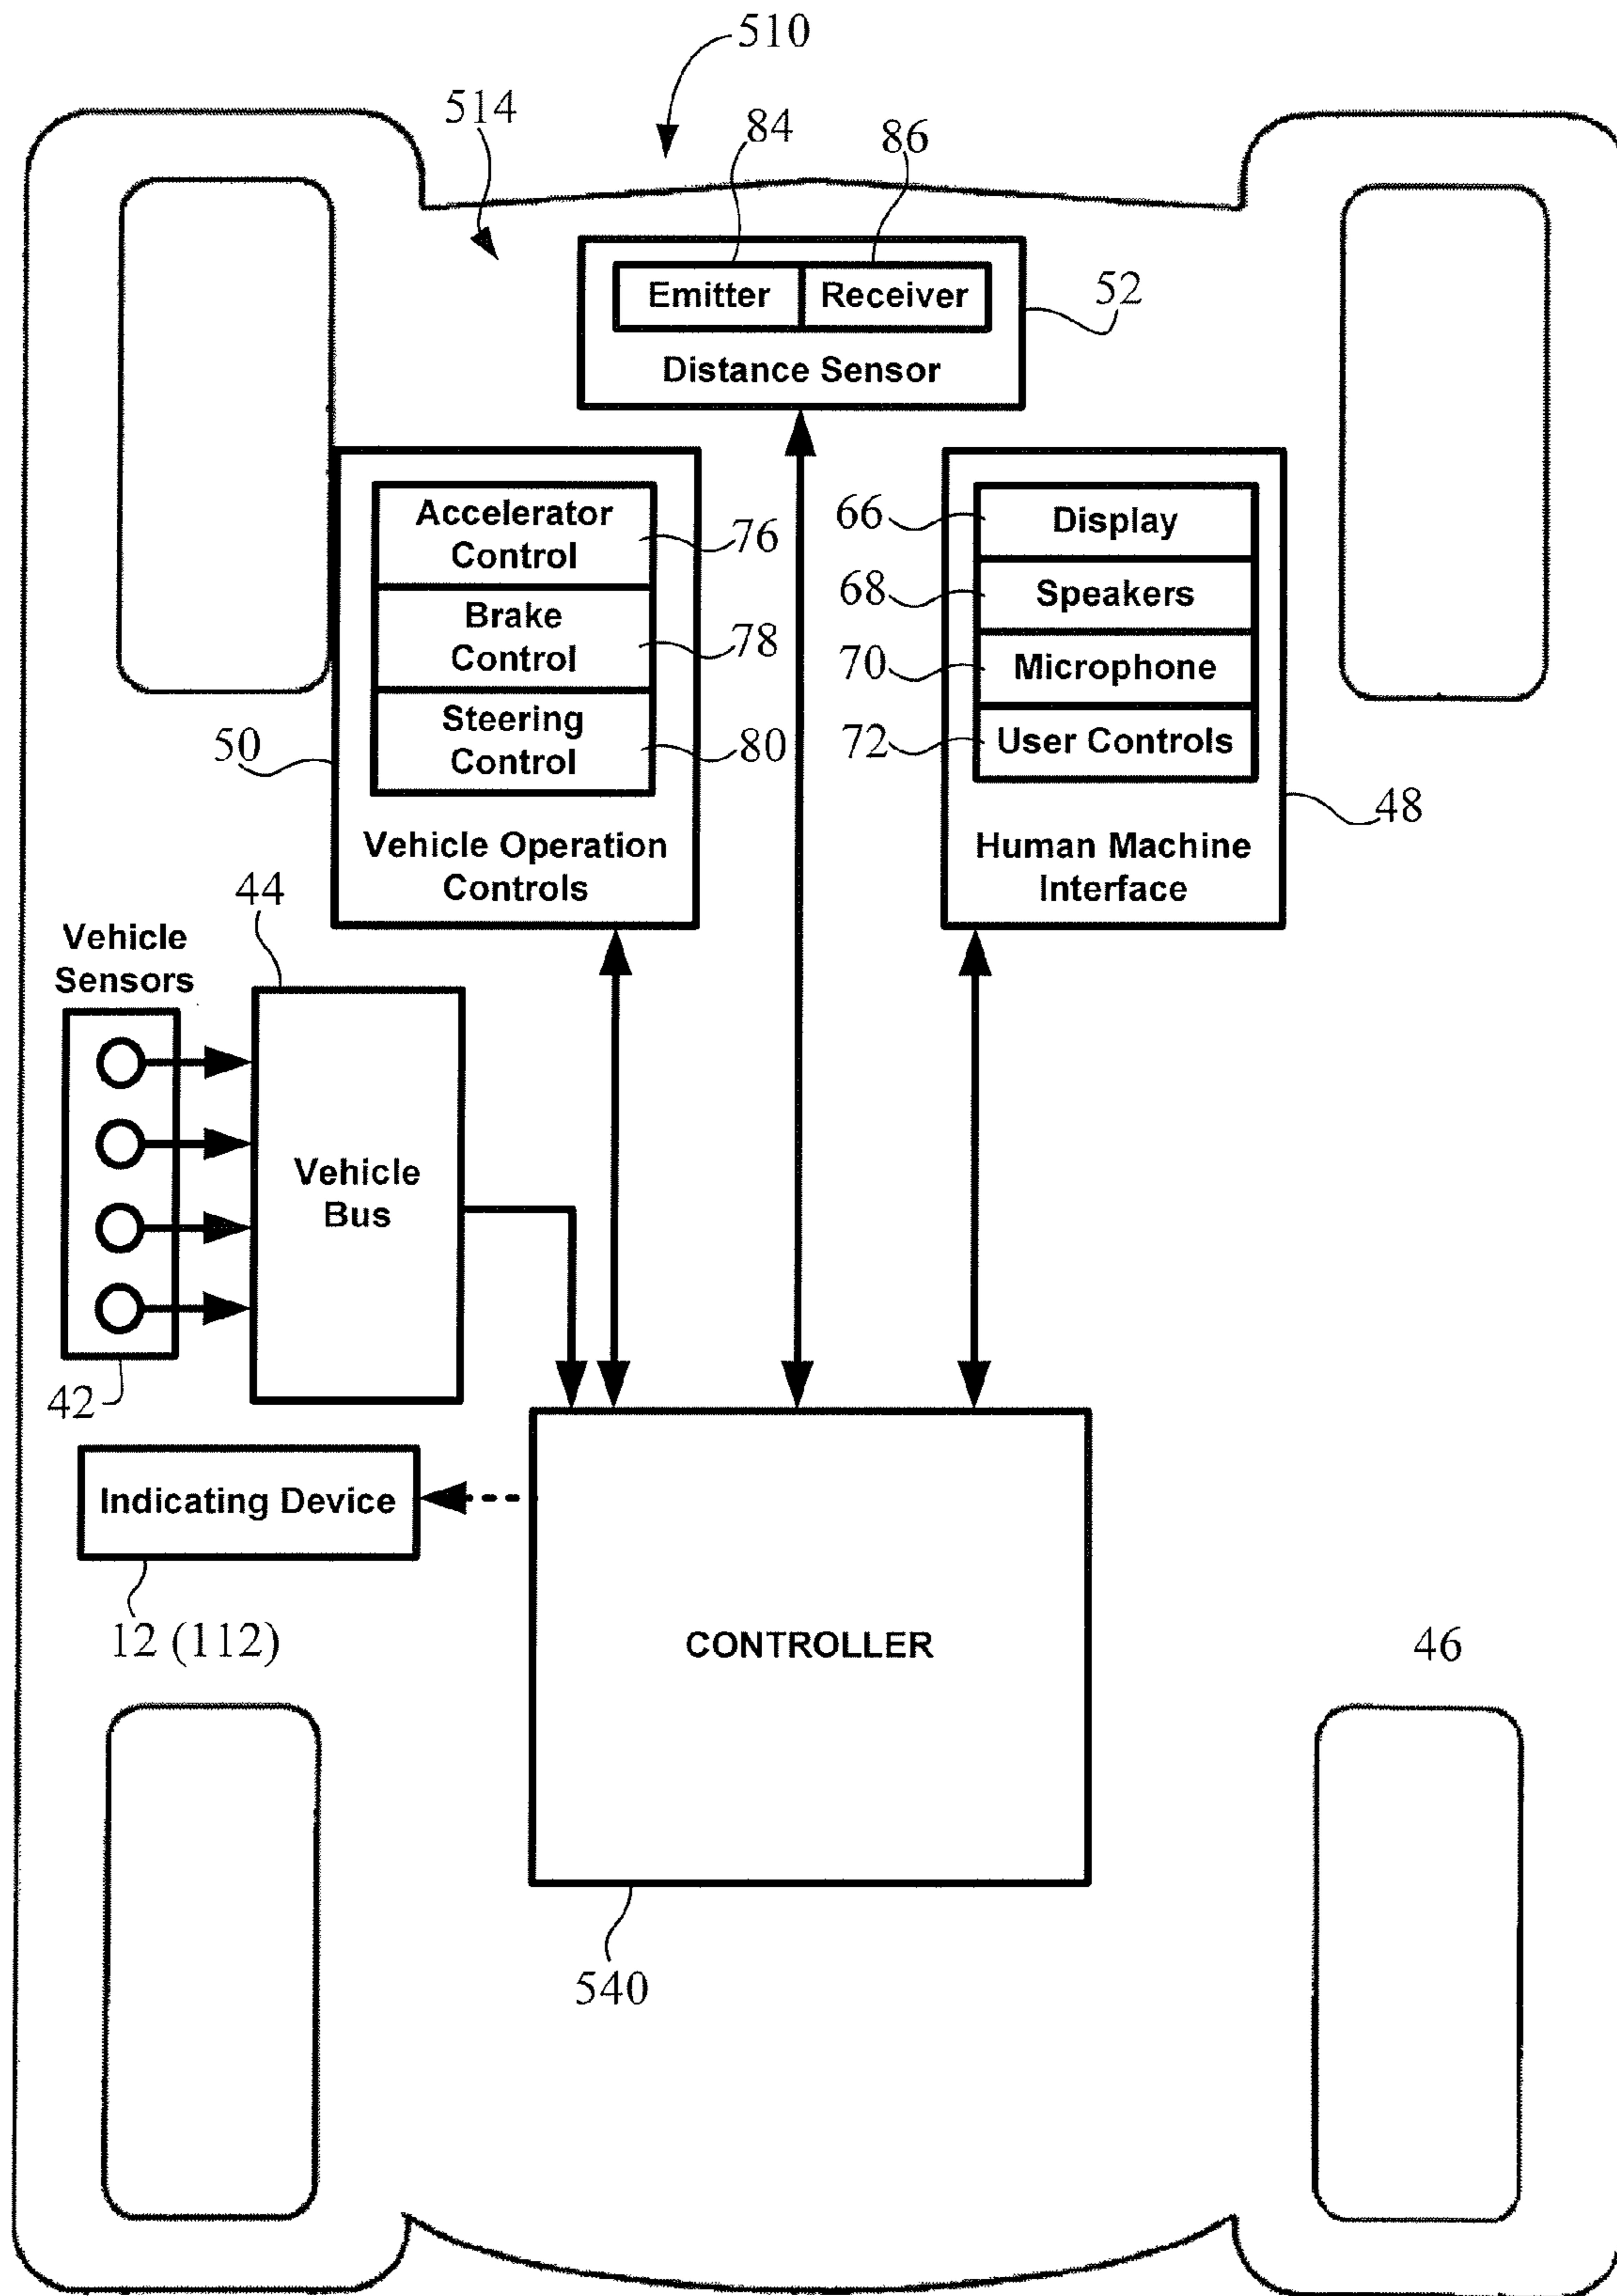 510
514
84
86
Emitter
Receiver
52
Distance Sensor
Accelerator
Control
76
Brake
Control
78
Steering
Control
80
50
Vehicle Operation
Controls
66
Display
68
Speakers
70
Microphone
72
User Controls
48
Human Machine
Interface
44
Vehicle
Sensors
Vehicle
Bus
42
Indicating Device
12 (112)
CONTROLLER
46
540